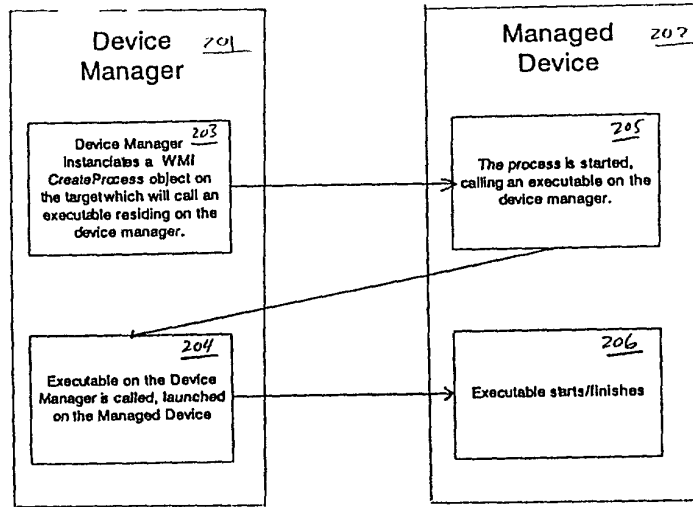 Device
Manager
201
Managed
Device
202
203
Device Manager
Instanciates a WMI
CreateProcess object on
the target which will call an
executable residing on the
device manager.
205
The process is started,
calling an executable on the
device manager.
204
Executable on the Device
Manager is called, launched
on the Managed Device
206
Executable starts/finishes